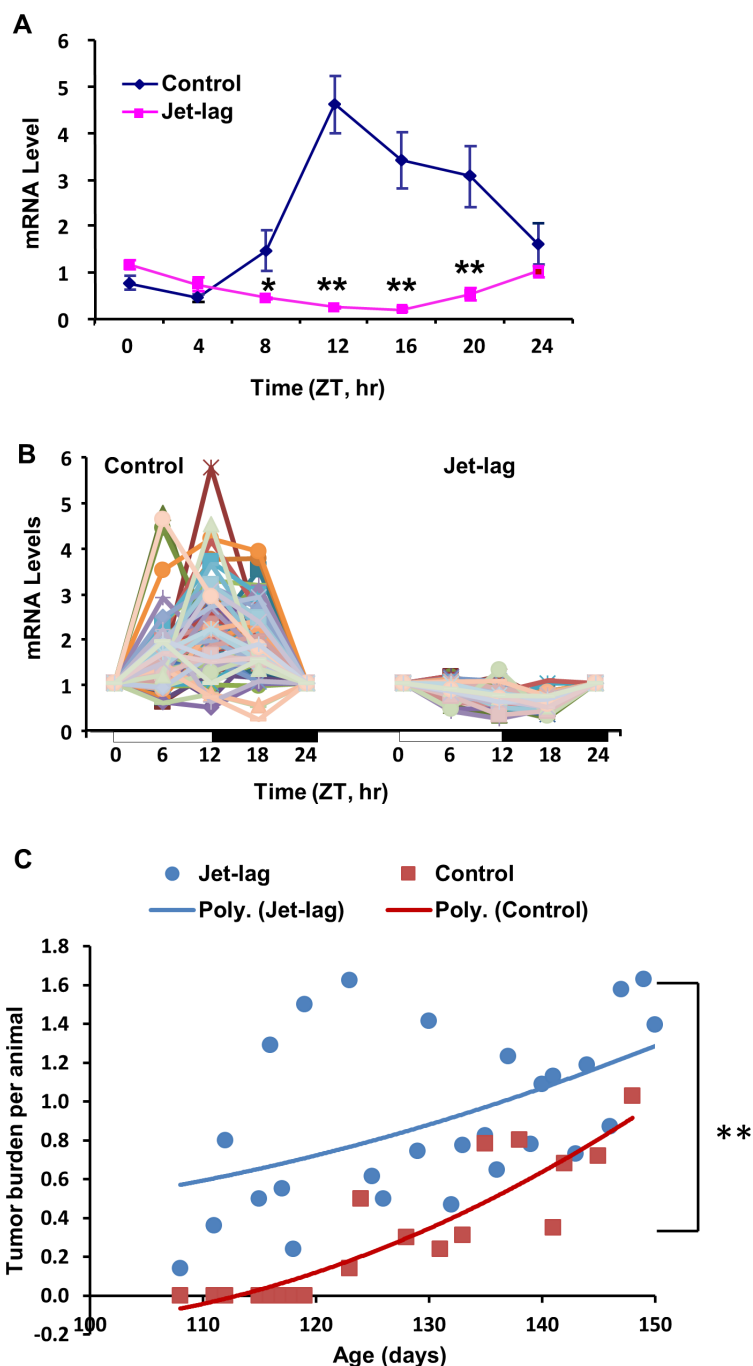 A
6
5
4
3
2
1
0
mRNA Level
Control
Jet-lag
* ** ** **
0 4 8 12 16 20 24
Time (ZT, hr)
B
6
5
4
3
2
1
0
mRNA Levels
Control Jet-lag
0 6 12 18 24 0 6 12 18 24
Time (ZT, hr)
C
Jet-lag Control
Poly. (Jet-lag) Poly. (Control)
1.8
1.6
1.4
1.2
1.0
0.8
0.6
0.4
0.2
0.0
-0.2
Tumor burden per animal
**
100 110 120 130 140 150
Age (days)